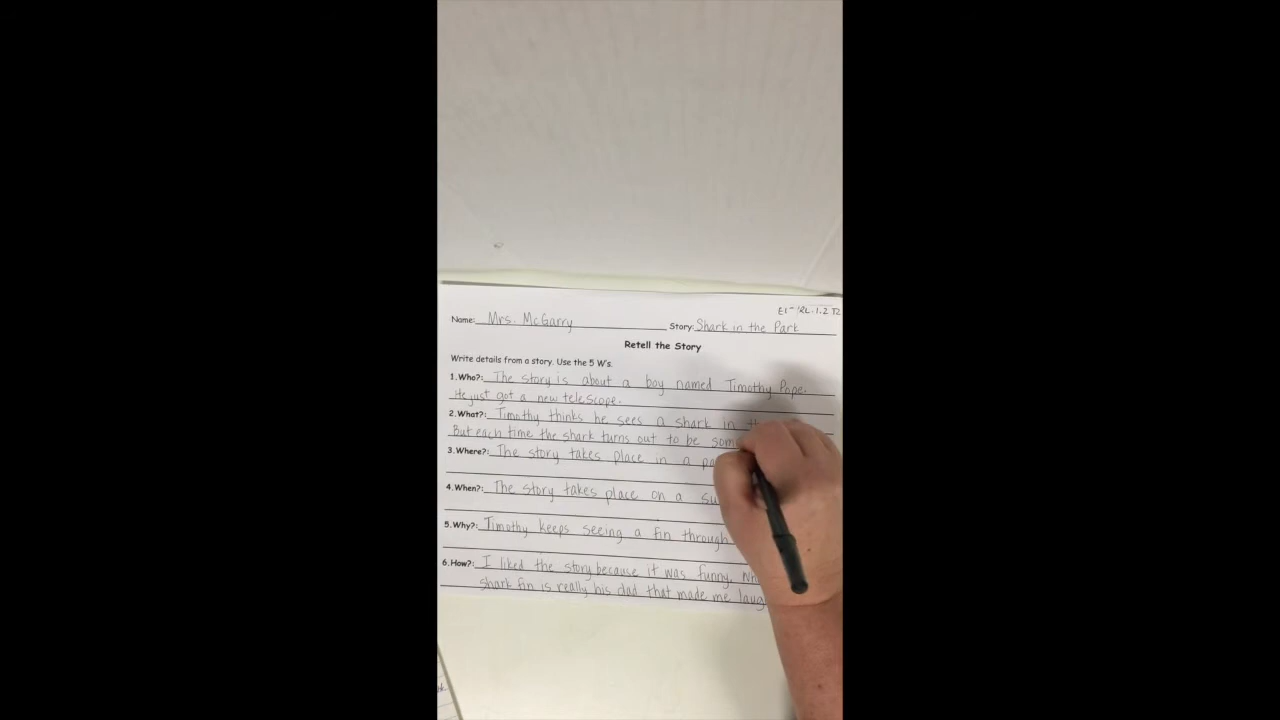 E1- RL.1.2 T2
Name: Mrs. McGarry Story: Shark in the Park
Retell the Story
Write details from a story. Use the 5 W's.
1. Who?: The story is about a boy named Timothy Pope.
He just got a new telescope.
2. What?: Timothy thinks he sees a shark in
But each time the shark turns out to be
3. Where?: The story takes place in a
4. When?: The story takes place on a
5. Why?: Timothy keeps seeing a fin through
6. How?: I liked the story because it was funny.
shark fin is really his dad that made me